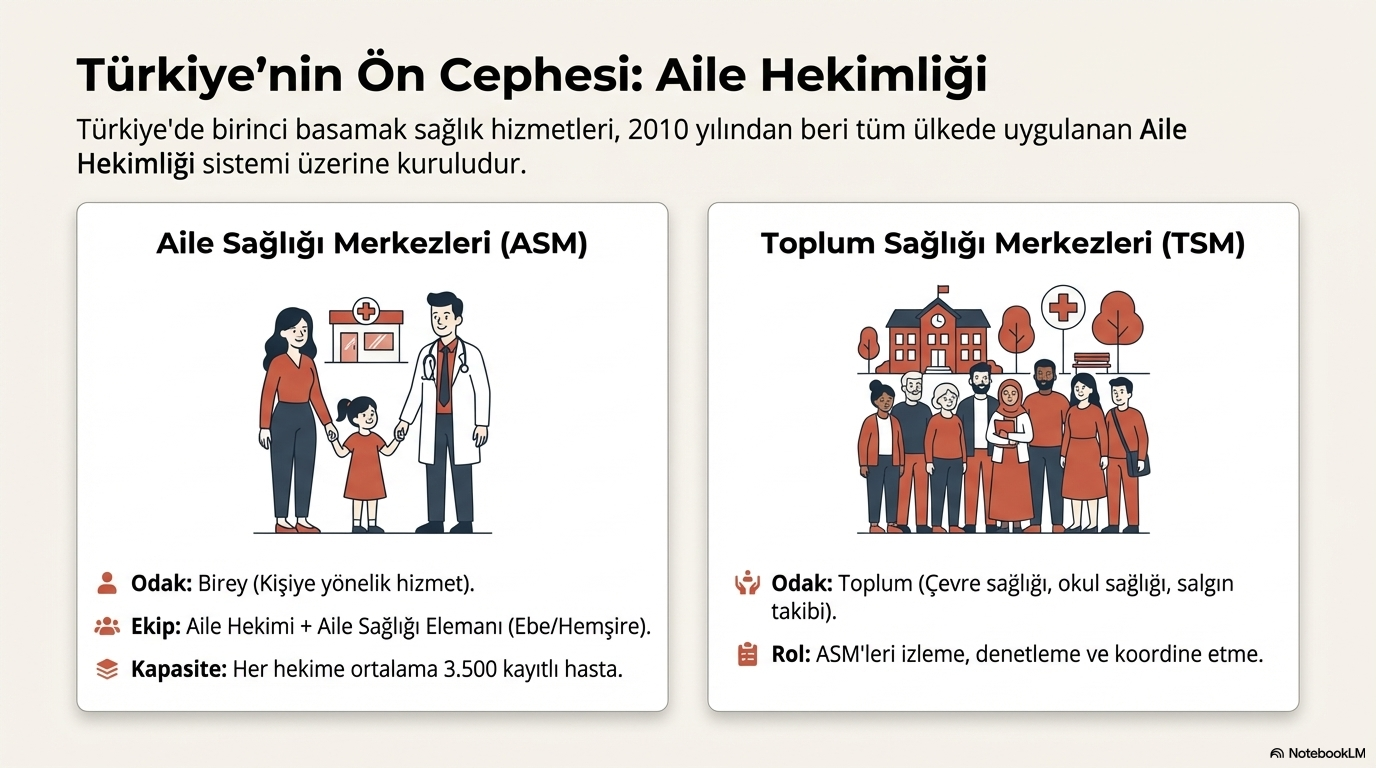 Türkiye’nin Ön Cephesi: Aile Hekimliği
Türkiye'de birinci basamak sağlık hizmetleri, 2010 yılından beri tüm ülkede uygulanan Aile
Hekimliği sistemi üzerine kuruludur.
Aile Sağlığı Merkezleri (ASM)
Odak: Birey (Kişiye yönelik hizmet).
Ekip: Aile Hekimi + Aile Sağlığı Elemanı (Ebe/Hemşire).
Kapasite: Her hekime ortalama 3.500 kayıtlı hasta.
Toplum Sağlığı Merkezleri (TSM)
Odak: Toplum (Çevre sağlığı, okul sağlığı, salgın
takibi).
Rol: ASM'leri izleme, denetleme ve koordine etme.
NotebookLM